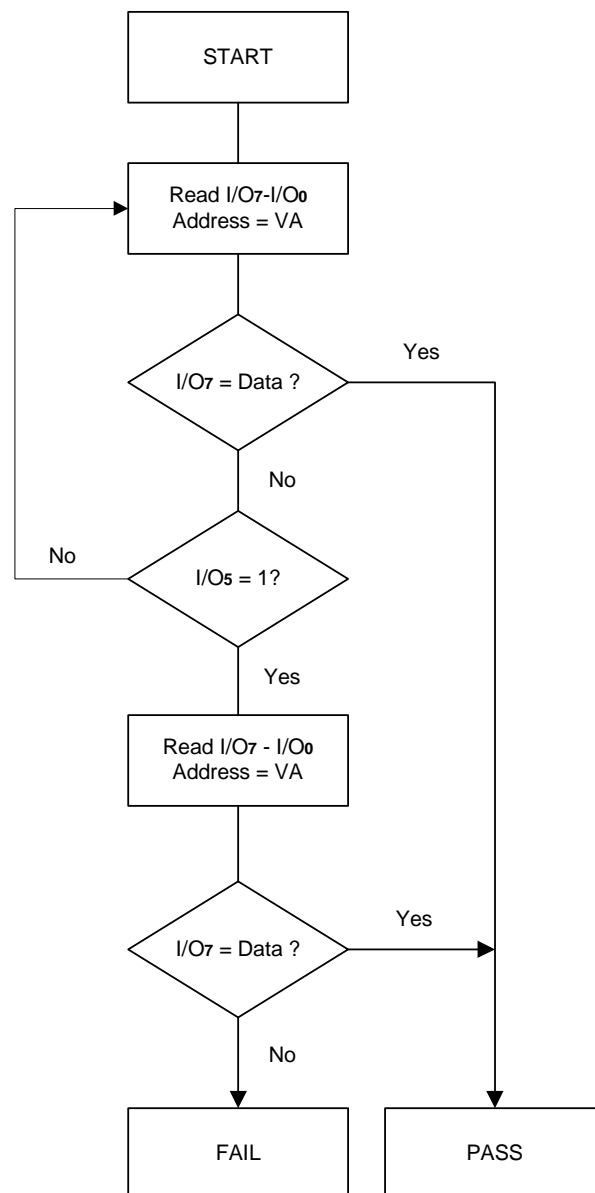 START
Read I/O7-I/O0
Address = VA
I/O7 = Data ?
Yes
No
No
I/O5 = 1?
Yes
Read I/O7 - I/O0
Address = VA
I/O7 = Data ?
Yes
No
FAIL
PASS